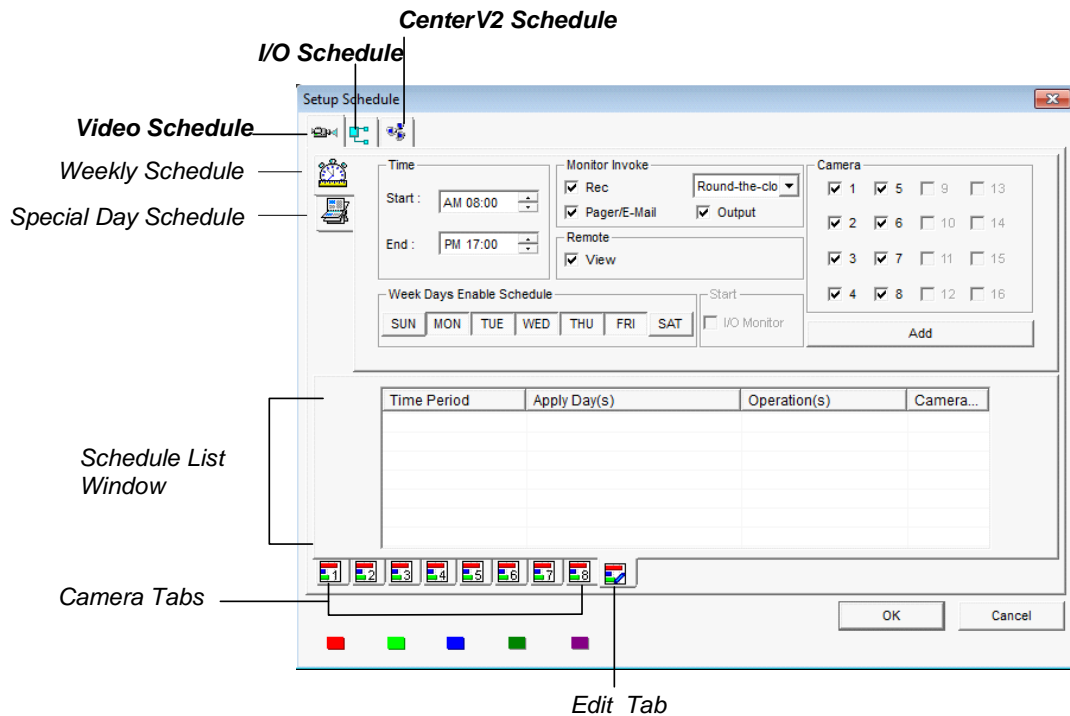 CenterV2 Schedule
I/O Schedule
Setup Schedule
Video Schedule
Weekly Schedule
Special Day Schedule
Time
Start :
AM 08:00
End :
PM 17:00
Monitor Invoke
Rec
Round-the-clo
Pager/E-Mail
Output
Remote
View
Camera
1 5 9 13
2 6 10 14
3 7 11 15
4 8 12 16
Week Days Enable Schedule
SUN MON TUE WED THU FRI SAT
Start
I/O Monitor
Add
Time Period Apply Day(s) Operation(s) Camera...
Schedule List
Window
1 2 3 4 5 6 7 8
Camera Tabs
OK Cancel
Edit Tab